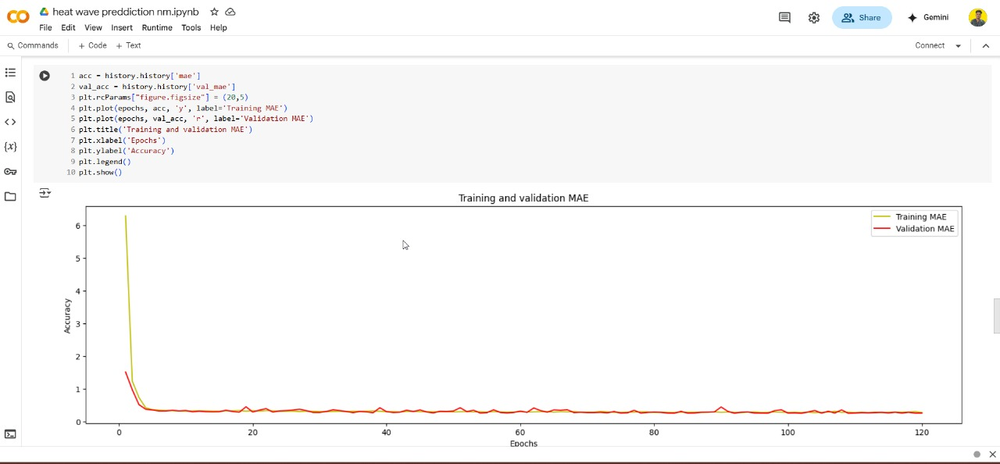 heat wave preddiction nm.ipynb
File Edit View Insert Runtime Tools Help
Share
Gemini
Commands + Code + Text
Connect
1 acc = history.history['mae']
2 val_acc = history.history['val_mae']
3 plt.rcParams["figure.figsize"] = (20,5)
4 plt.plot(epochs, acc, 'y', label='Training MAE')
5 plt.plot(epochs, val_acc, 'r', label='Validation MAE')
6 plt.title('Training and validation MAE')
7 plt.xlabel('Epochs')
8 plt.ylabel('Accuracy')
9 plt.legend()
10 plt.show()
Training and validation MAE
Training MAE
Validation MAE
6
5
4
3
2
1
0
Accuracy
0 20 40 60 80 100 120
Epochs